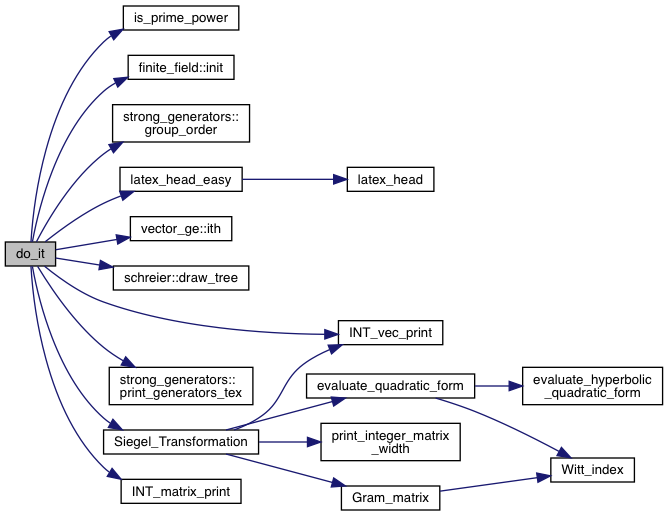 is_prime_power
finite_field::init
strong_generators::
group_order
latex_head_easy
latex_head
vector_ge::ith
do_it
schreier::draw_tree
INT_vec_print
strong_generators::
print_generators_tex
evaluate_quadratic_form
evaluate_hyperbolic
_quadratic_form
Siegel_Transformation
print_integer_matrix
_width
Witt_index
INT_matrix_print
Gram_matrix